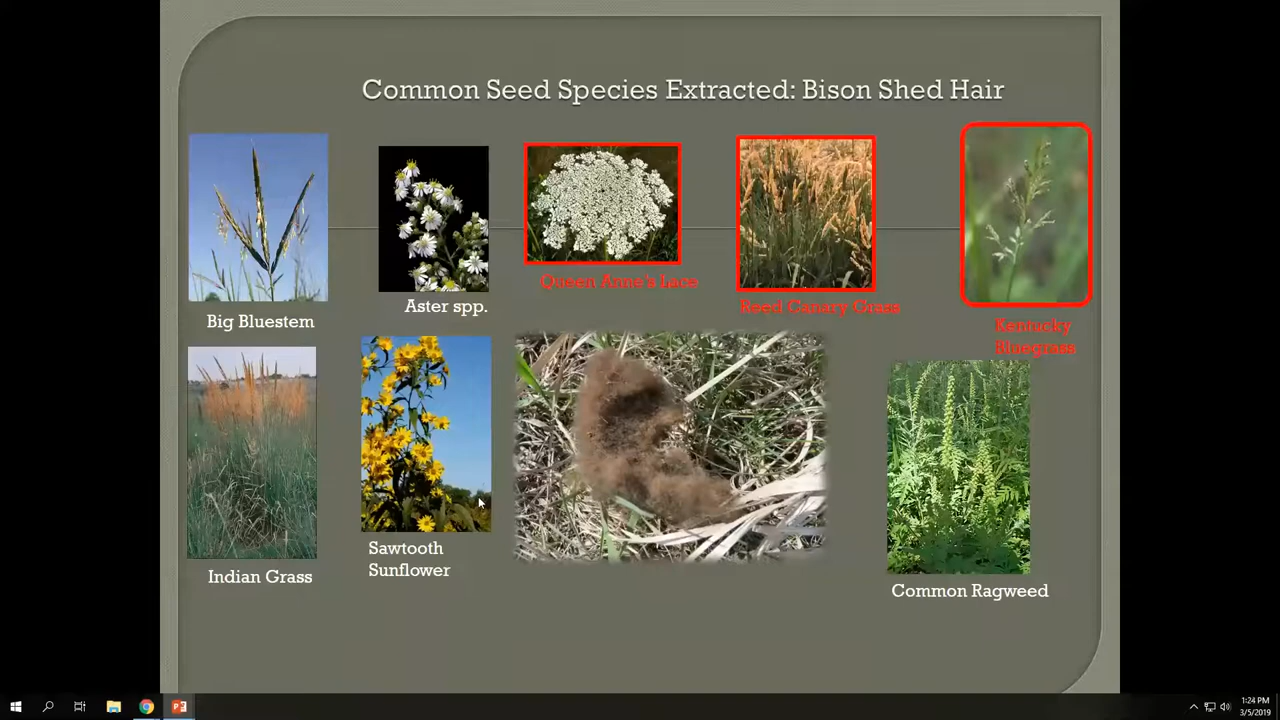 Common Seed Species Extracted: Bison Shed Hair
Big Bluestem
Aster spp.
Queen Anne's Lace
Reed Canary Grass
Kentucky
Bluegrass
Indian Grass
Sawtooth
Sunflower
Common Ragweed
1:24 PM
3/5/2019